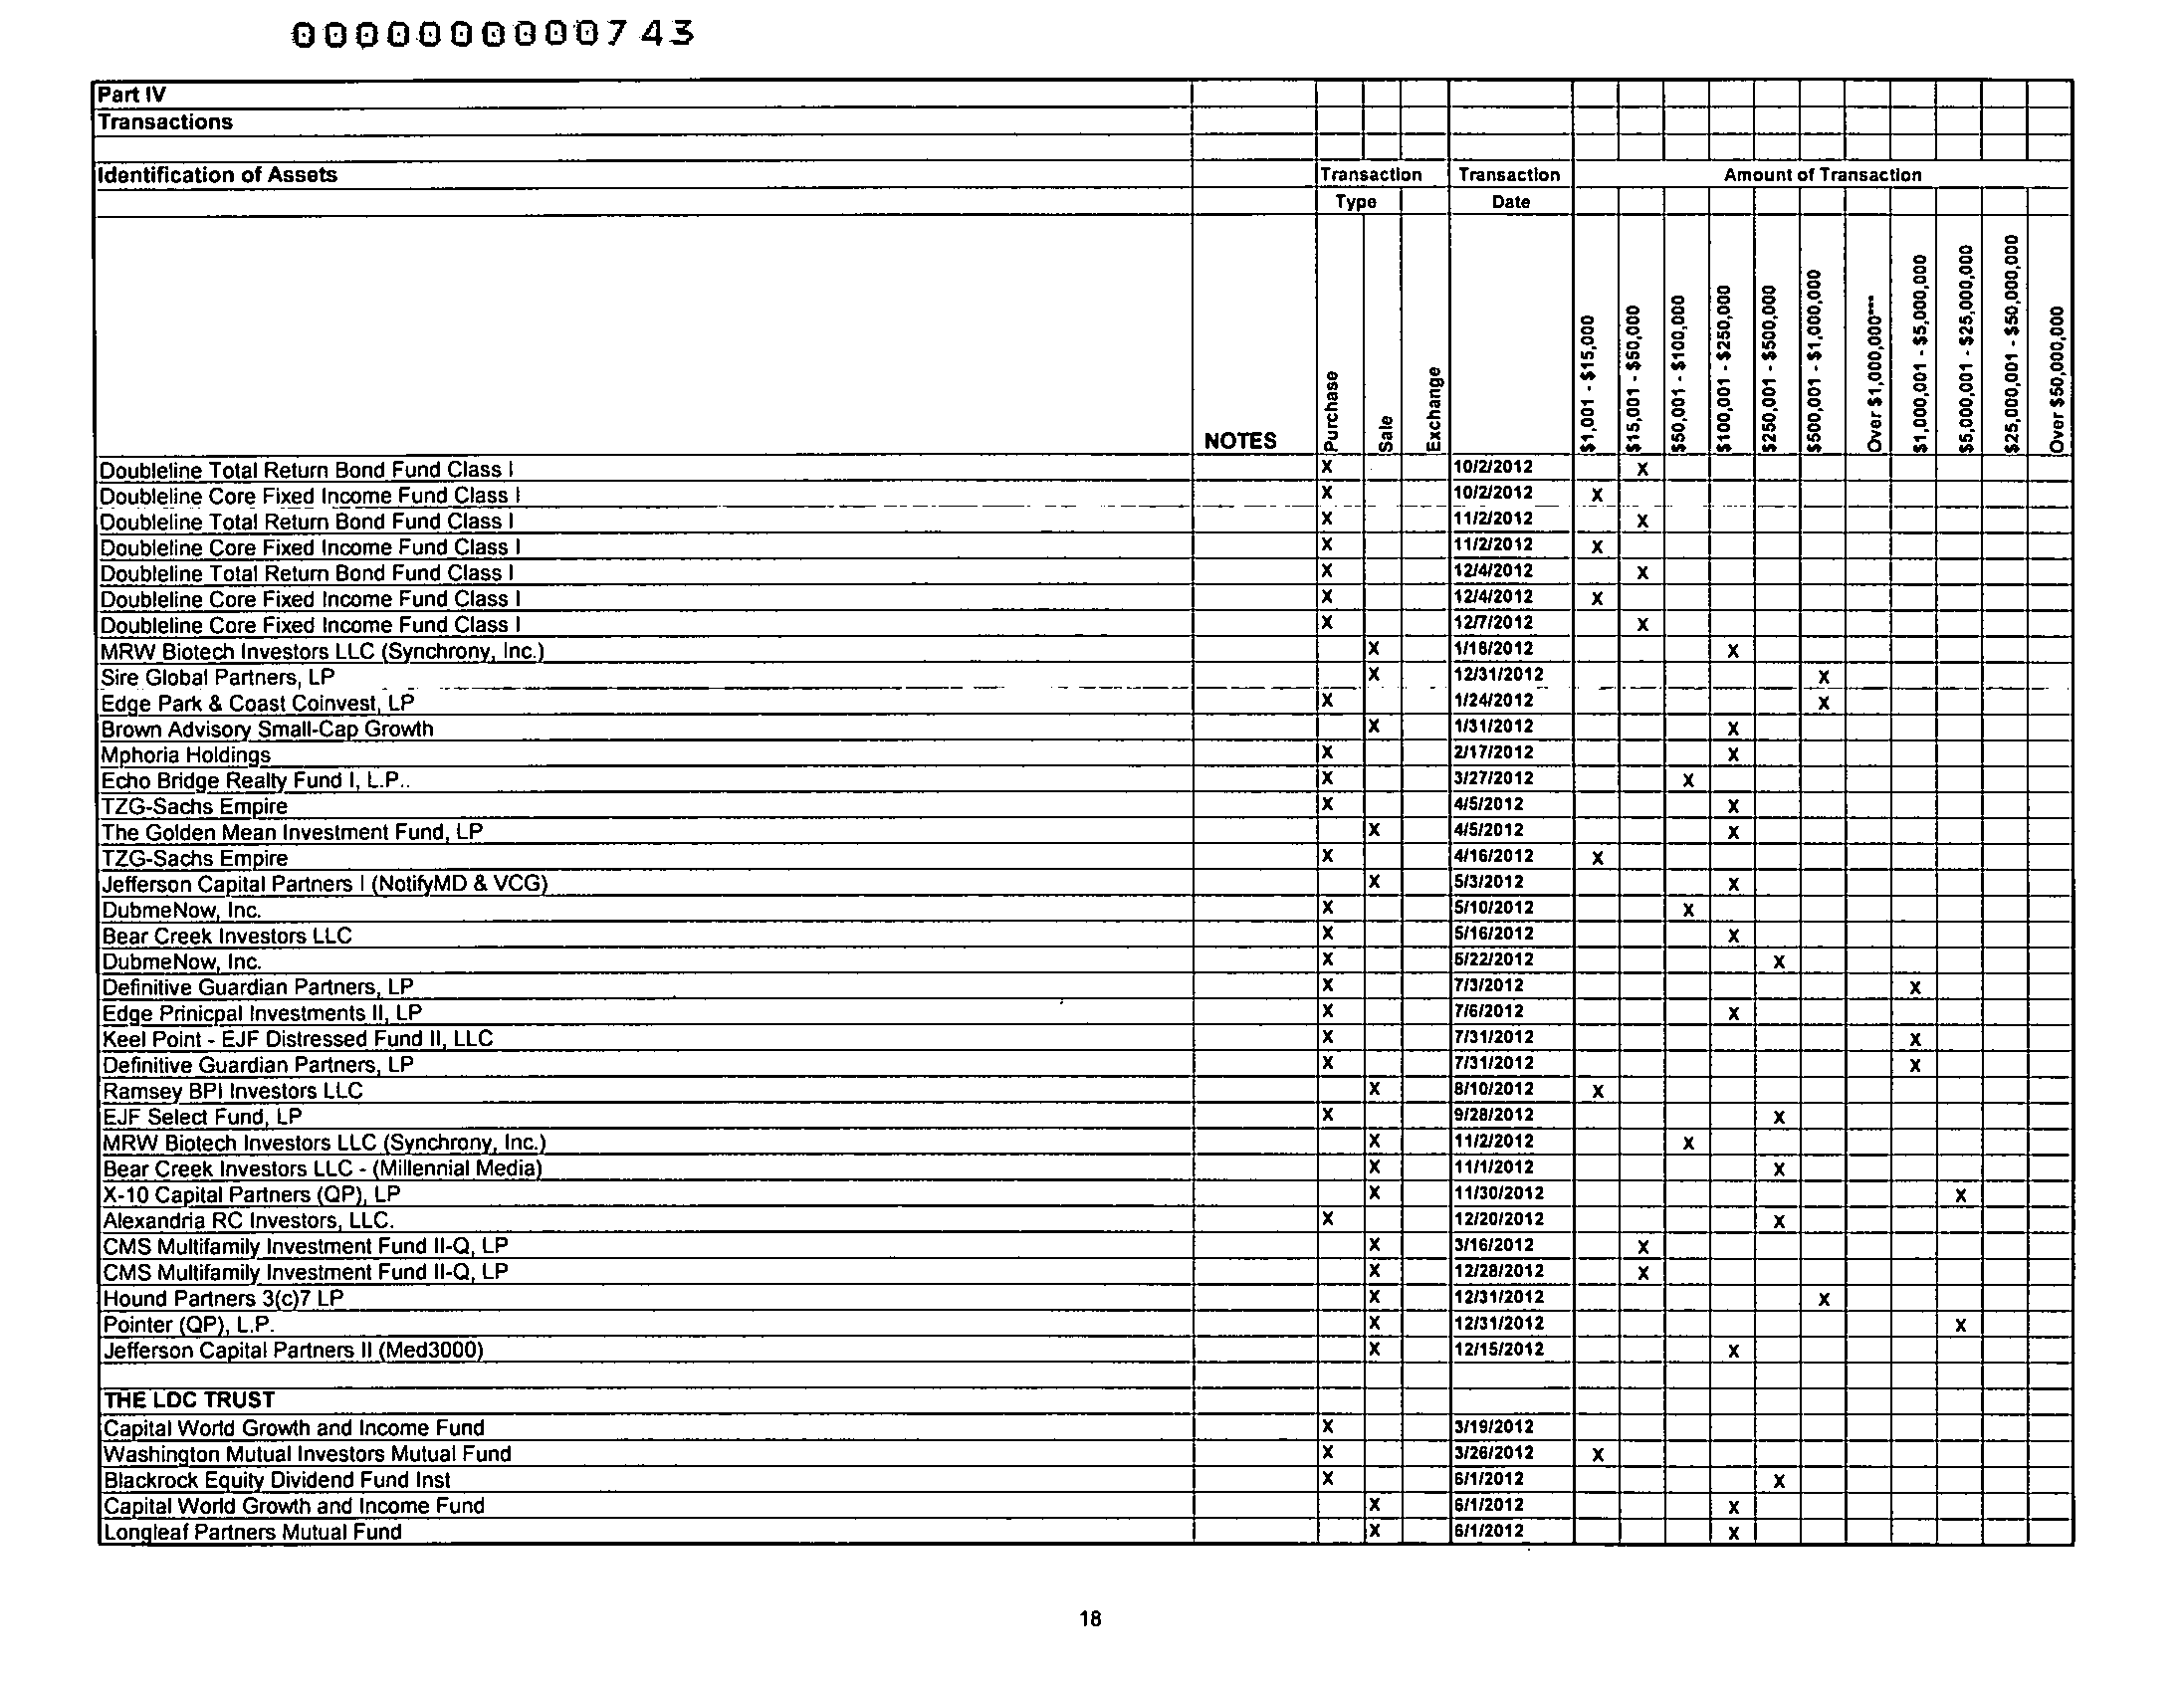 0000000000743
Part IV
Transactions
Identification of Assets Transaction Transaction Amount of Transaction
Type Date
NOTES Purchase Sale Exchange $1,001 - $15,000 $15,001 - $50,000 $50,001 - $100,000 $100,001 - $250,000 $250,001 - $500,000 $500,001 - $1,000,000 Over $1,000,000*** $1,000,001 - $5,000,000 $5,000,001 - $25,000,000 $25,000,001 - $50,000,000 Over $50,000,000
Doubleline Total Return Bond Fund Class I X 10/2/2012 X
Doubleline Core Fixed Income Fund Class I X 10/2/2012 X
Doubleline Total Return Bond Fund Class I X 11/2/2012 X
Doubleline Core Fixed Income Fund Class I X 11/2/2012 X
Doubleline Total Return Bond Fund Class I X 12/4/2012 X
Doubleline Core Fixed Income Fund Class I X 12/4/2012 X
Doubleline Core Fixed Income Fund Class I X 12/7/2012 X
MRW Biotech Investors LLC (Synchrony, Inc.) X 1/18/2012 X
Sire Global Partners, LP X 12/31/2012 X
Edge Park & Coast Coinvest, LP X 1/24/2012 X
Brown Advisory Small-Cap Growth X 1/31/2012 X
Mphoria Holdings X 2/17/2012 X
Echo Bridge Realty Fund I, L.P.. X 3/27/2012 X
TZG-Sachs Empire X 4/5/2012 X
The Golden Mean Investment Fund, LP X 4/5/2012 X
TZG-Sachs Empire X 4/16/2012 X
Jefferson Capital Partners I (NotifyMD & VCG) X 5/3/2012 X
DubmeNow, Inc. X 5/10/2012 X
Bear Creek Investors LLC X 5/16/2012 X
DubmeNow, Inc. X 5/22/2012 X
Definitive Guardian Partners, LP X 7/3/2012 X
Edge Prinicpal Investments II, LP X 7/6/2012 X
Keel Point - EJF Distressed Fund II, LLC X 7/31/2012 X
Definitive Guardian Partners, LP X 7/31/2012 X
Ramsey BPI Investors LLC X 8/10/2012 X
EJF Select Fund, LP X 9/28/2012 X
MRW Biotech Investors LLC (Synchrony, Inc.) X 11/2/2012 X
Bear Creek Investors LLC - (Millennial Media) X 11/1/2012 X
X-10 Capital Partners (QP), LP X 11/30/2012 X
Alexandria RC Investors, LLC. X 12/20/2012 X
CMS Multifamily Investment Fund II-Q, LP X 3/16/2012 X
CMS Multifamily Investment Fund II-Q, LP X 12/28/2012 X
Hound Partners 3(c)7 LP X 12/31/2012 X
Pointer (QP), L.P. X 12/31/2012 X
Jefferson Capital Partners II (Med3000) X 12/15/2012 X
THE LDC TRUST
Capital World Growth and Income Fund X 3/19/2012
Washington Mutual Investors Mutual Fund X 3/26/2012 X
Blackrock Equity Dividend Fund Inst X 6/1/2012 X
Capital World Growth and Income Fund X 6/1/2012 X
Longleaf Partners Mutual Fund X 6/1/2012 X
18